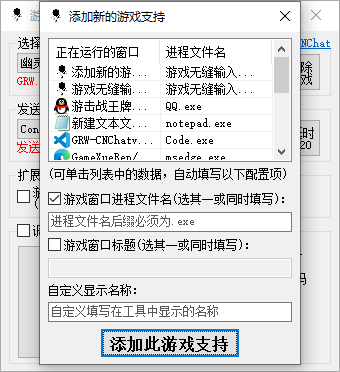 添加新的游戏支持
正在运行的窗口 进程文件名
添加新的游... 游戏无缝输入...
游戏无缝输... 游戏无缝输入...
游击战王牌... QQ.exe
新建文本文... notepad.exe
GRW-CNChatv... Code.exe
GameXueRen/ ... msedge.exe
(可单击列表中的数据，自动填写以下配置项)
游戏窗口进程文件名(选其一或同时填写):
进程文件名后缀必须为.exe
游戏窗口标题(选其一或同时填写):
自定义显示名称:
自定义填写在工具中显示的名称
添加此游戏支持
选择
NChat
幽灵
除
戏
GRW.
发送
Con
时
20
发送
扩展